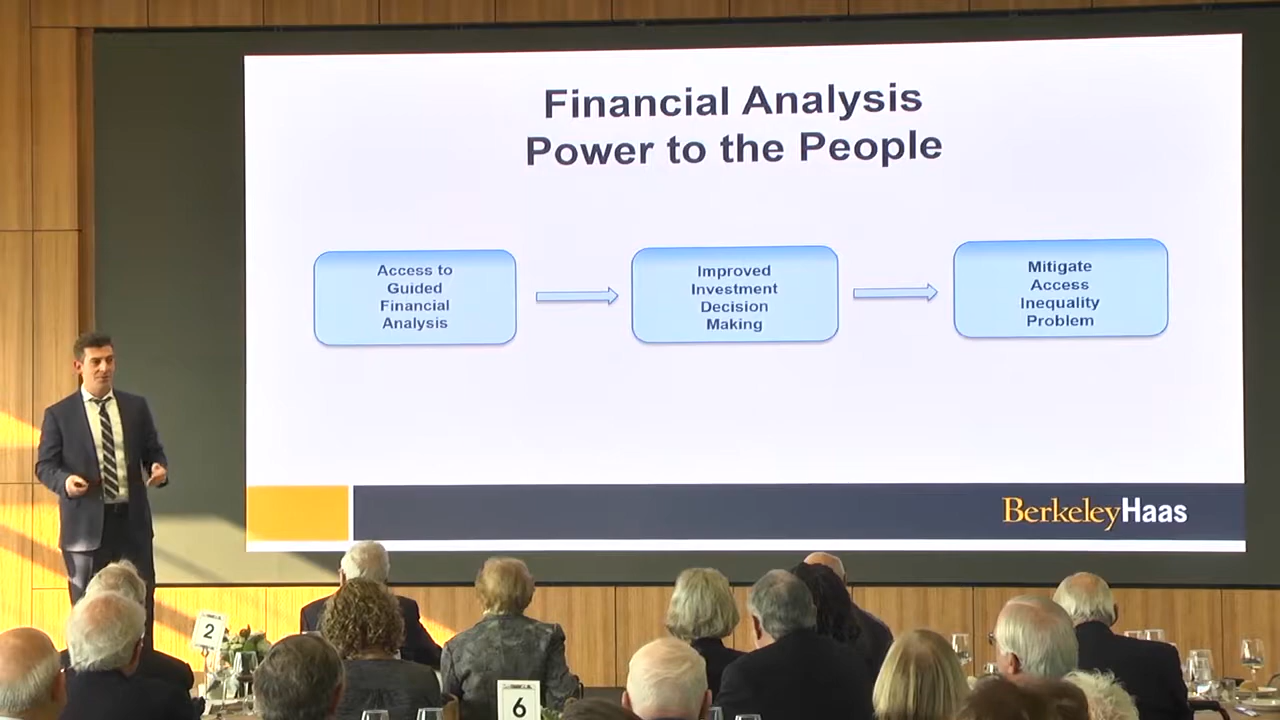 Financial Analysis
Power to the People
Access to
Guided
Financial
Analysis
Improved
Investment
Decision
Making
Mitigate
Access
Inequality
Problem
BerkeleyHaas
2
6